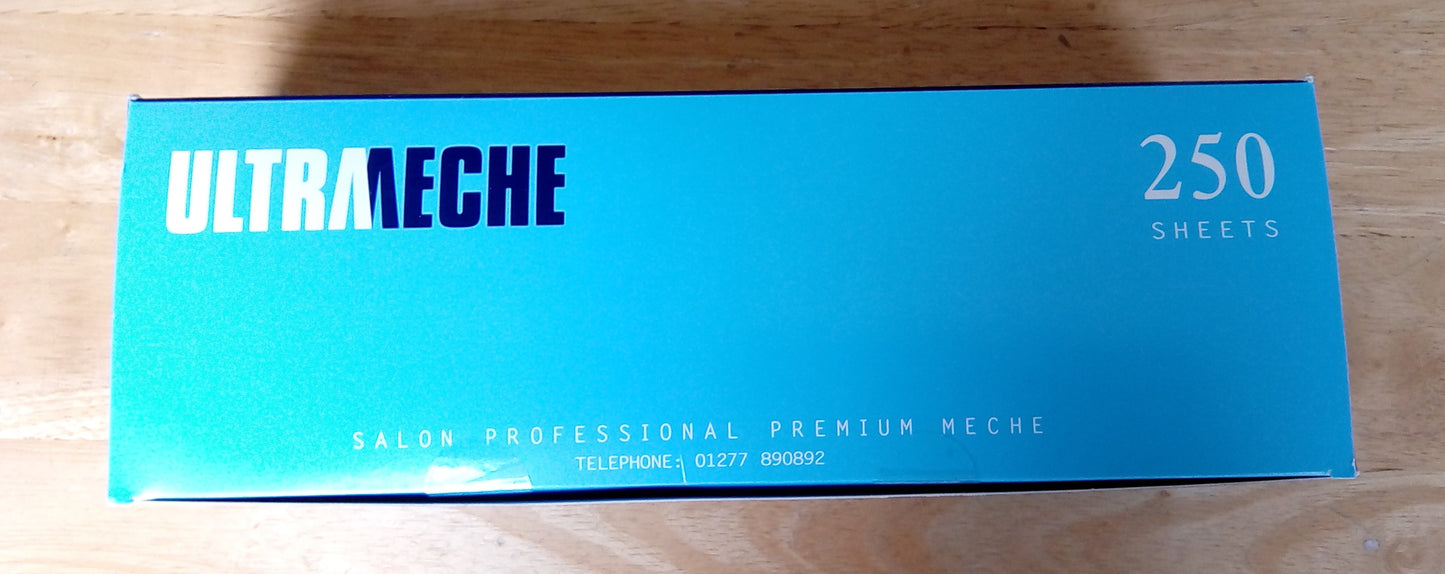 ULTRAMECHE
250
SHEETS
SALON PROFESSIONAL PREMIUM MECHE
TELEPHONE: 01277 890892